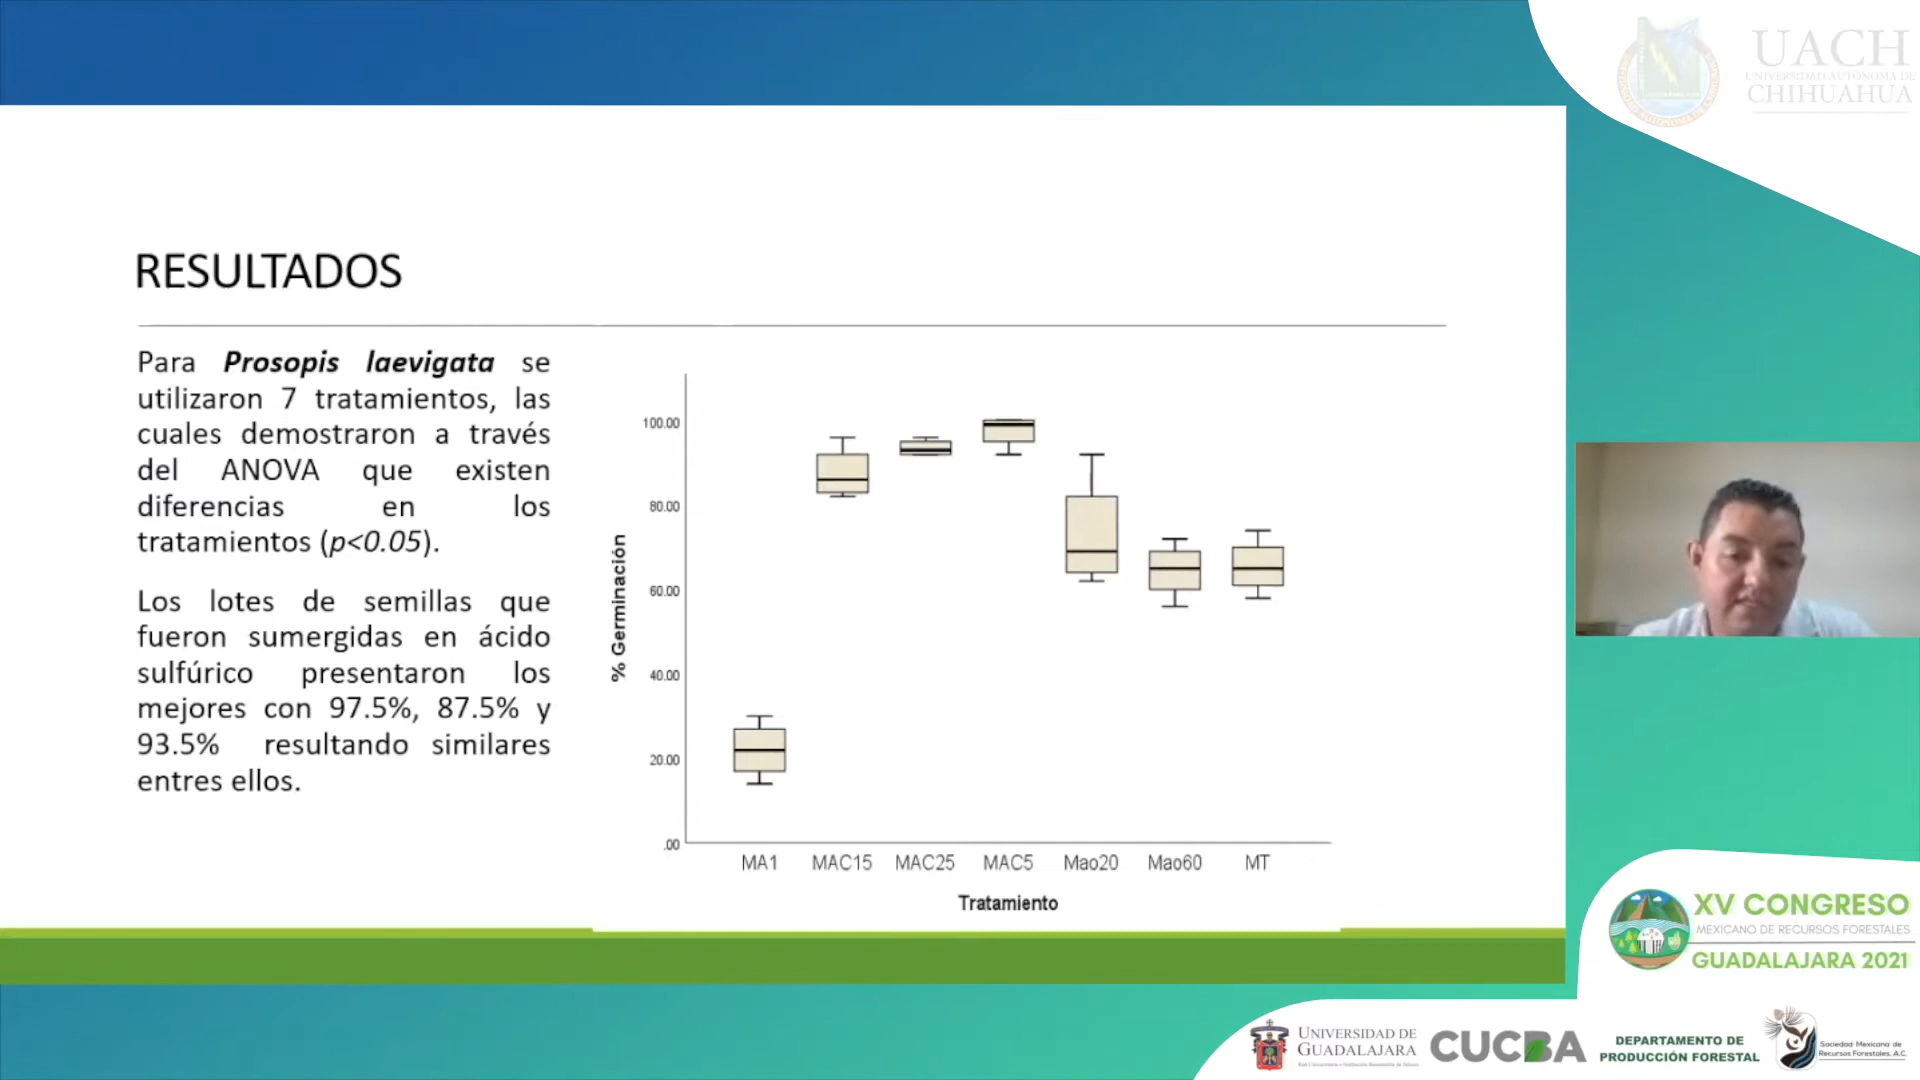 UACH
UNIVERSIDAD AUTÓNOMA DE
CHIHUAHUA
RESULTADOS
Para Prosopis laevigata se
utilizaron 7 tratamientos, las
cuales demostraron a través
del ANOVA que existen
diferencias en los
tratamientos (p<0.05).
Los lotes de semillas que
fueron sumergidas en ácido
sulfúrico presentaron los
mejores con 97.5%, 87.5% y
93.5% resultando similares
entres ellos.
% Germinación
100.00
80.00
60.00
40.00
20.00
.00
MA1 MAC15 MAC25 MAC5 Mao20 Mao60 MT
Tratamiento
XV CONGRESO
MEXICANO DE RECURSOS FORESTALES
GUADALAJARA 2021
UNIVERSIDAD DE
GUADALAJARA
CUCBA
DEPARTAMENTO DE
PRODUCCIÓN FORESTAL
Sociedad Mexicana de
Recursos Forestales, A.C.